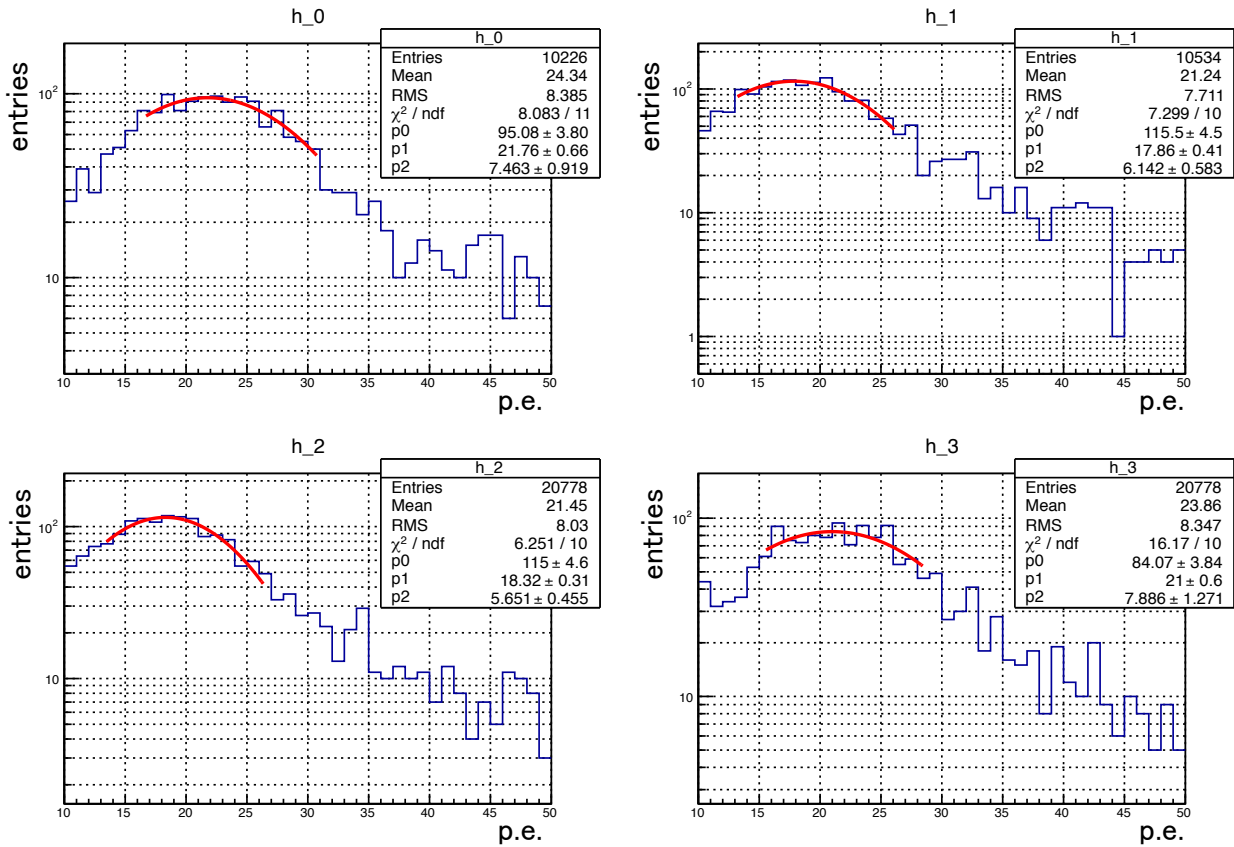 h_0
entries
10²
10
10 15 20 25 30 35 40 45 50
p.e.
h_0
Entries 10226
Mean 24.34
RMS 8.385
χ² / ndf 8.083 / 11
p0 95.08 ± 3.80
p1 21.76 ± 0.66
p2 7.463 ± 0.919
h_1
entries
10²
10
1
10 15 20 25 30 35 40 45 50
p.e.
h_1
Entries 10534
Mean 21.24
RMS 7.711
χ² / ndf 7.299 / 10
p0 115.5 ± 4.5
p1 17.86 ± 0.41
p2 6.142 ± 0.583
h_2
entries
10²
10
10 15 20 25 30 35 40 45 50
p.e.
h_2
Entries 20778
Mean 21.45
RMS 8.03
χ² / ndf 6.251 / 10
p0 115 ± 4.6
p1 18.32 ± 0.31
p2 5.651 ± 0.455
h_3
entries
10²
10
10 15 20 25 30 35 40 45 50
p.e.
h_3
Entries 20778
Mean 23.86
RMS 8.347
χ² / ndf 16.17 / 10
p0 84.07 ± 3.84
p1 21 ± 0.6
p2 7.886 ± 1.271